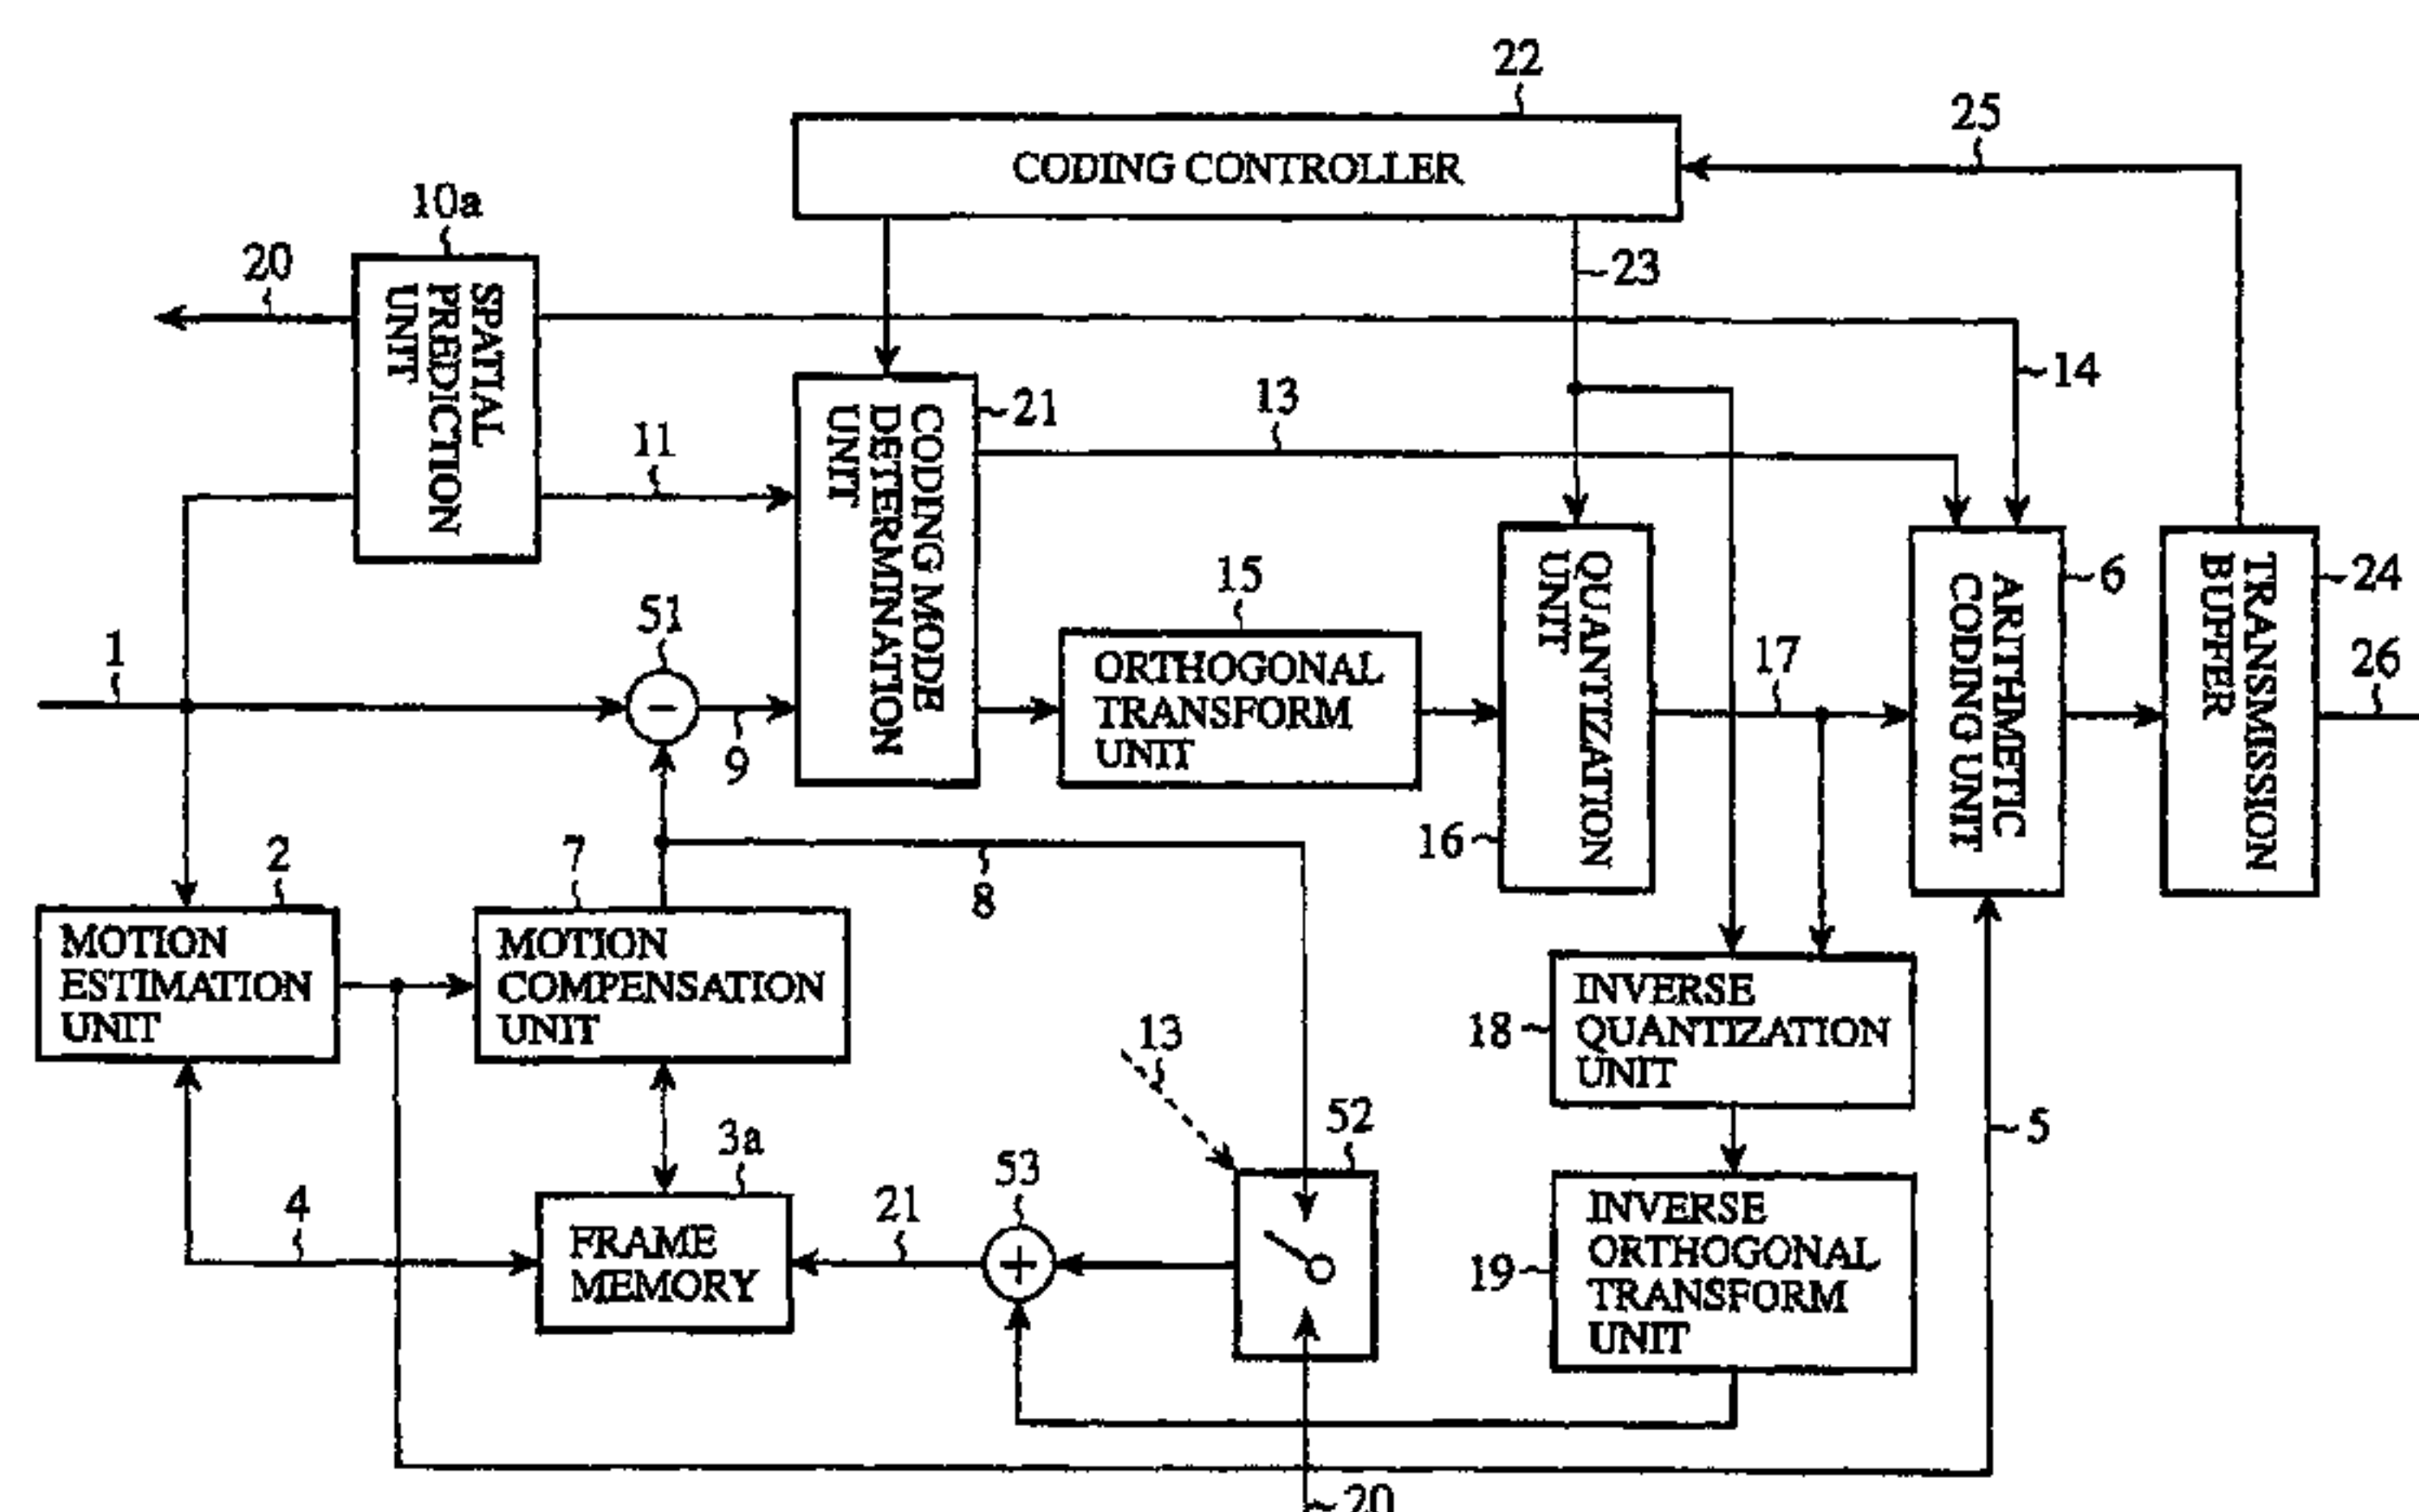 22
CODING CONTROLLER
25
10a
20
SPATIAL
PREDICTION
UNIT
23
14
11
CODING MODE
DETERMINATION
UNIT
21
13
1
51
−
9
15
ORTHOGONAL
TRANSFORM
UNIT
QUANTIZATION
UNIT
16
17
ARITHMETIC
CODING UNIT
6
TRANSMISSION
BUFFER
24
26
2
MOTION
ESTIMATION
UNIT
7
MOTION
COMPENSATION
UNIT
8
INVERSE
QUANTIZATION
UNIT
18
13
52
5
4
3a
FRAME
MEMORY
21
53
+
INVERSE
ORTHOGONAL
TRANSFORM
UNIT
19
20